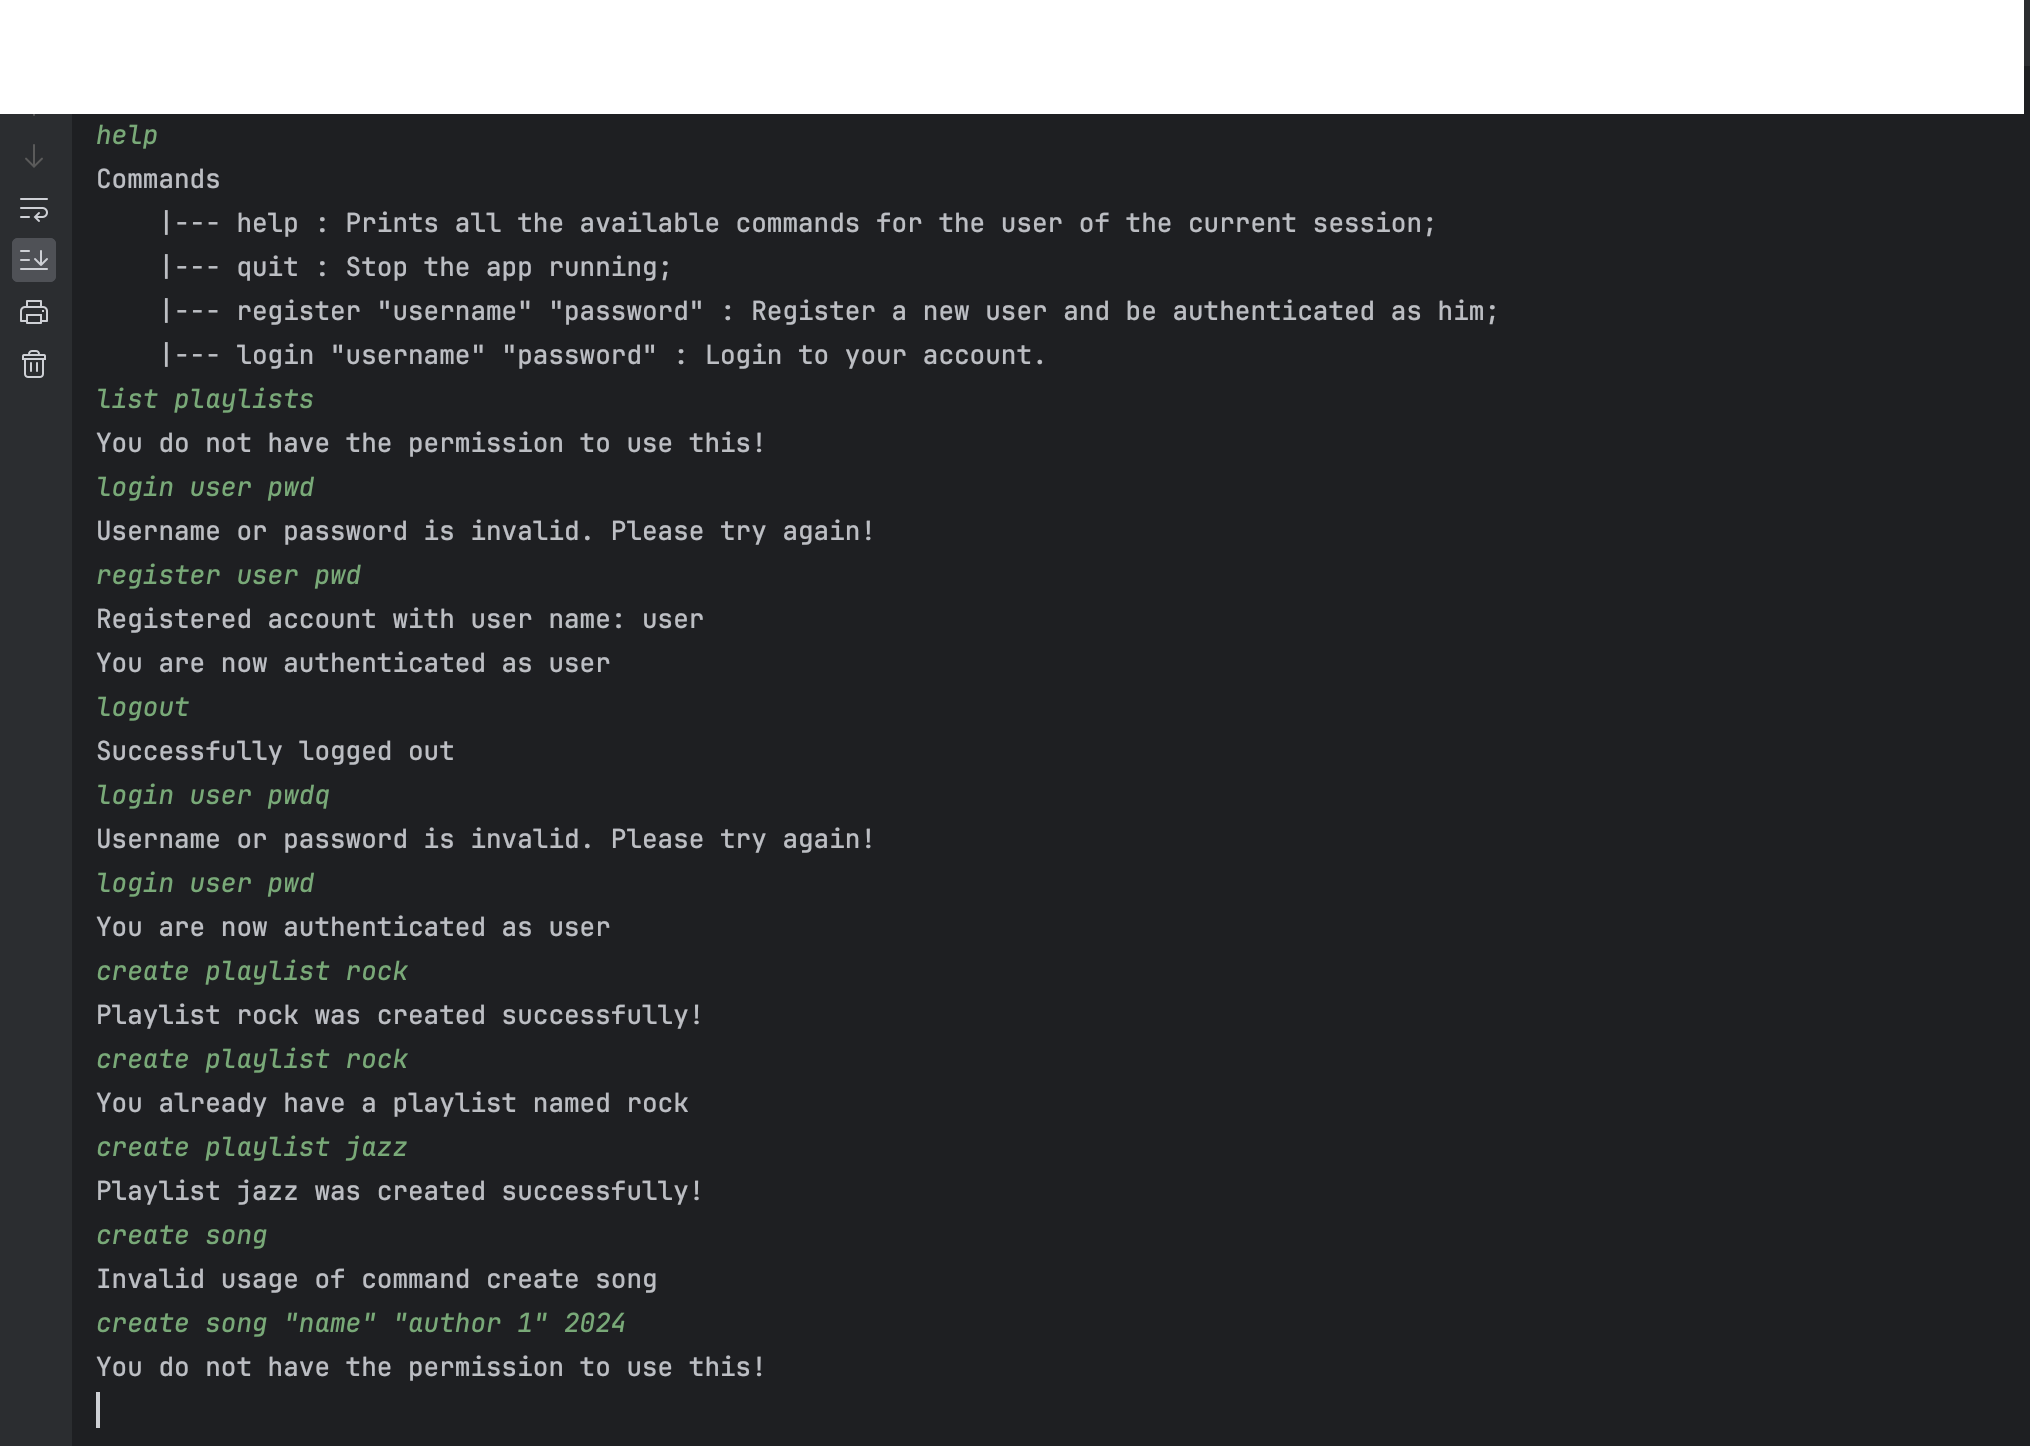 help
Commands
    |--- help : Prints all the available commands for the user of the current session;
    |--- quit : Stop the app running;
    |--- register "username" "password" : Register a new user and be authenticated as him;
    |--- login "username" "password" : Login to your account.
list playlists
You do not have the permission to use this!
login user pwd
Username or password is invalid. Please try again!
register user pwd
Registered account with user name: user
You are now authenticated as user
logout
Successfully logged out
login user pwdq
Username or password is invalid. Please try again!
login user pwd
You are now authenticated as user
create playlist rock
Playlist rock was created successfully!
create playlist rock
You already have a playlist named rock
create playlist jazz
Playlist jazz was created successfully!
create song
Invalid usage of command create song
create song "name" "author 1" 2024
You do not have the permission to use this!